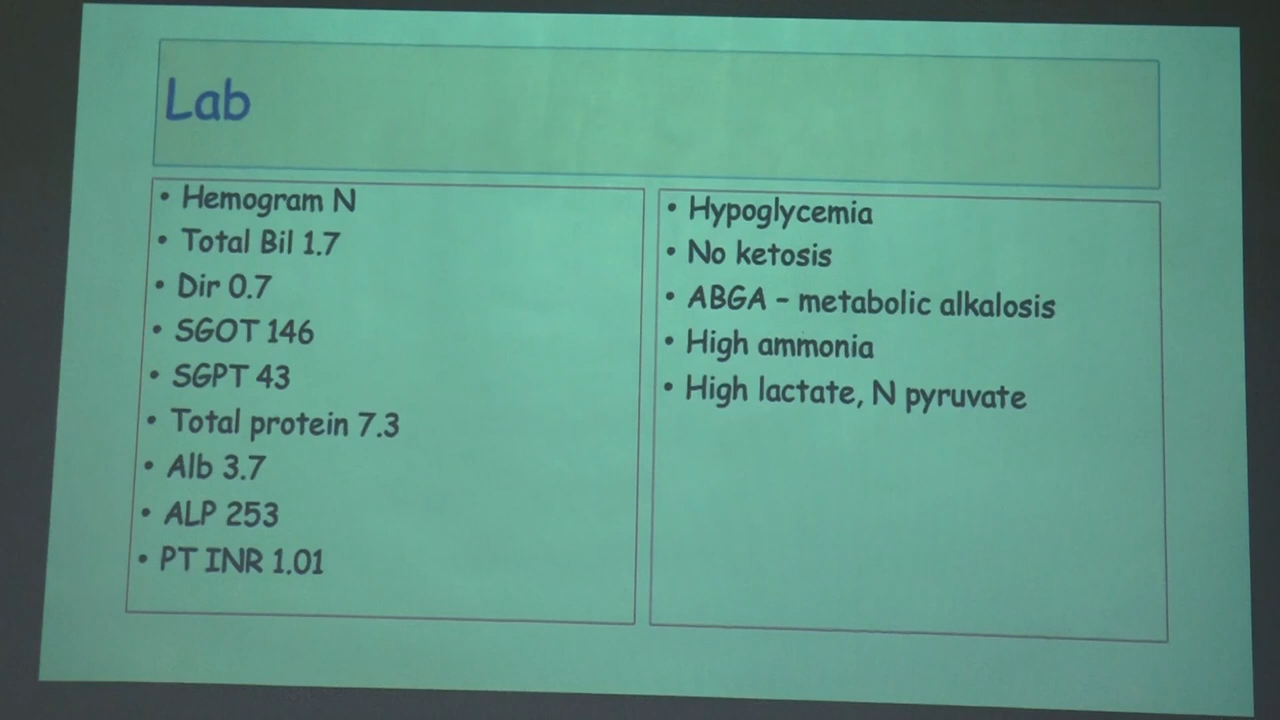 Lab
• Hemogram N
• Total Bil 1.7
• Dir 0.7
• SGOT 146
• SGPT 43
• Total protein 7.3
• Alb 3.7
• ALP 253
• PT INR 1.01
• Hypoglycemia
• No ketosis
• ABGA – metabolic alkalosis
• High ammonia
• High lactate, N pyruvate